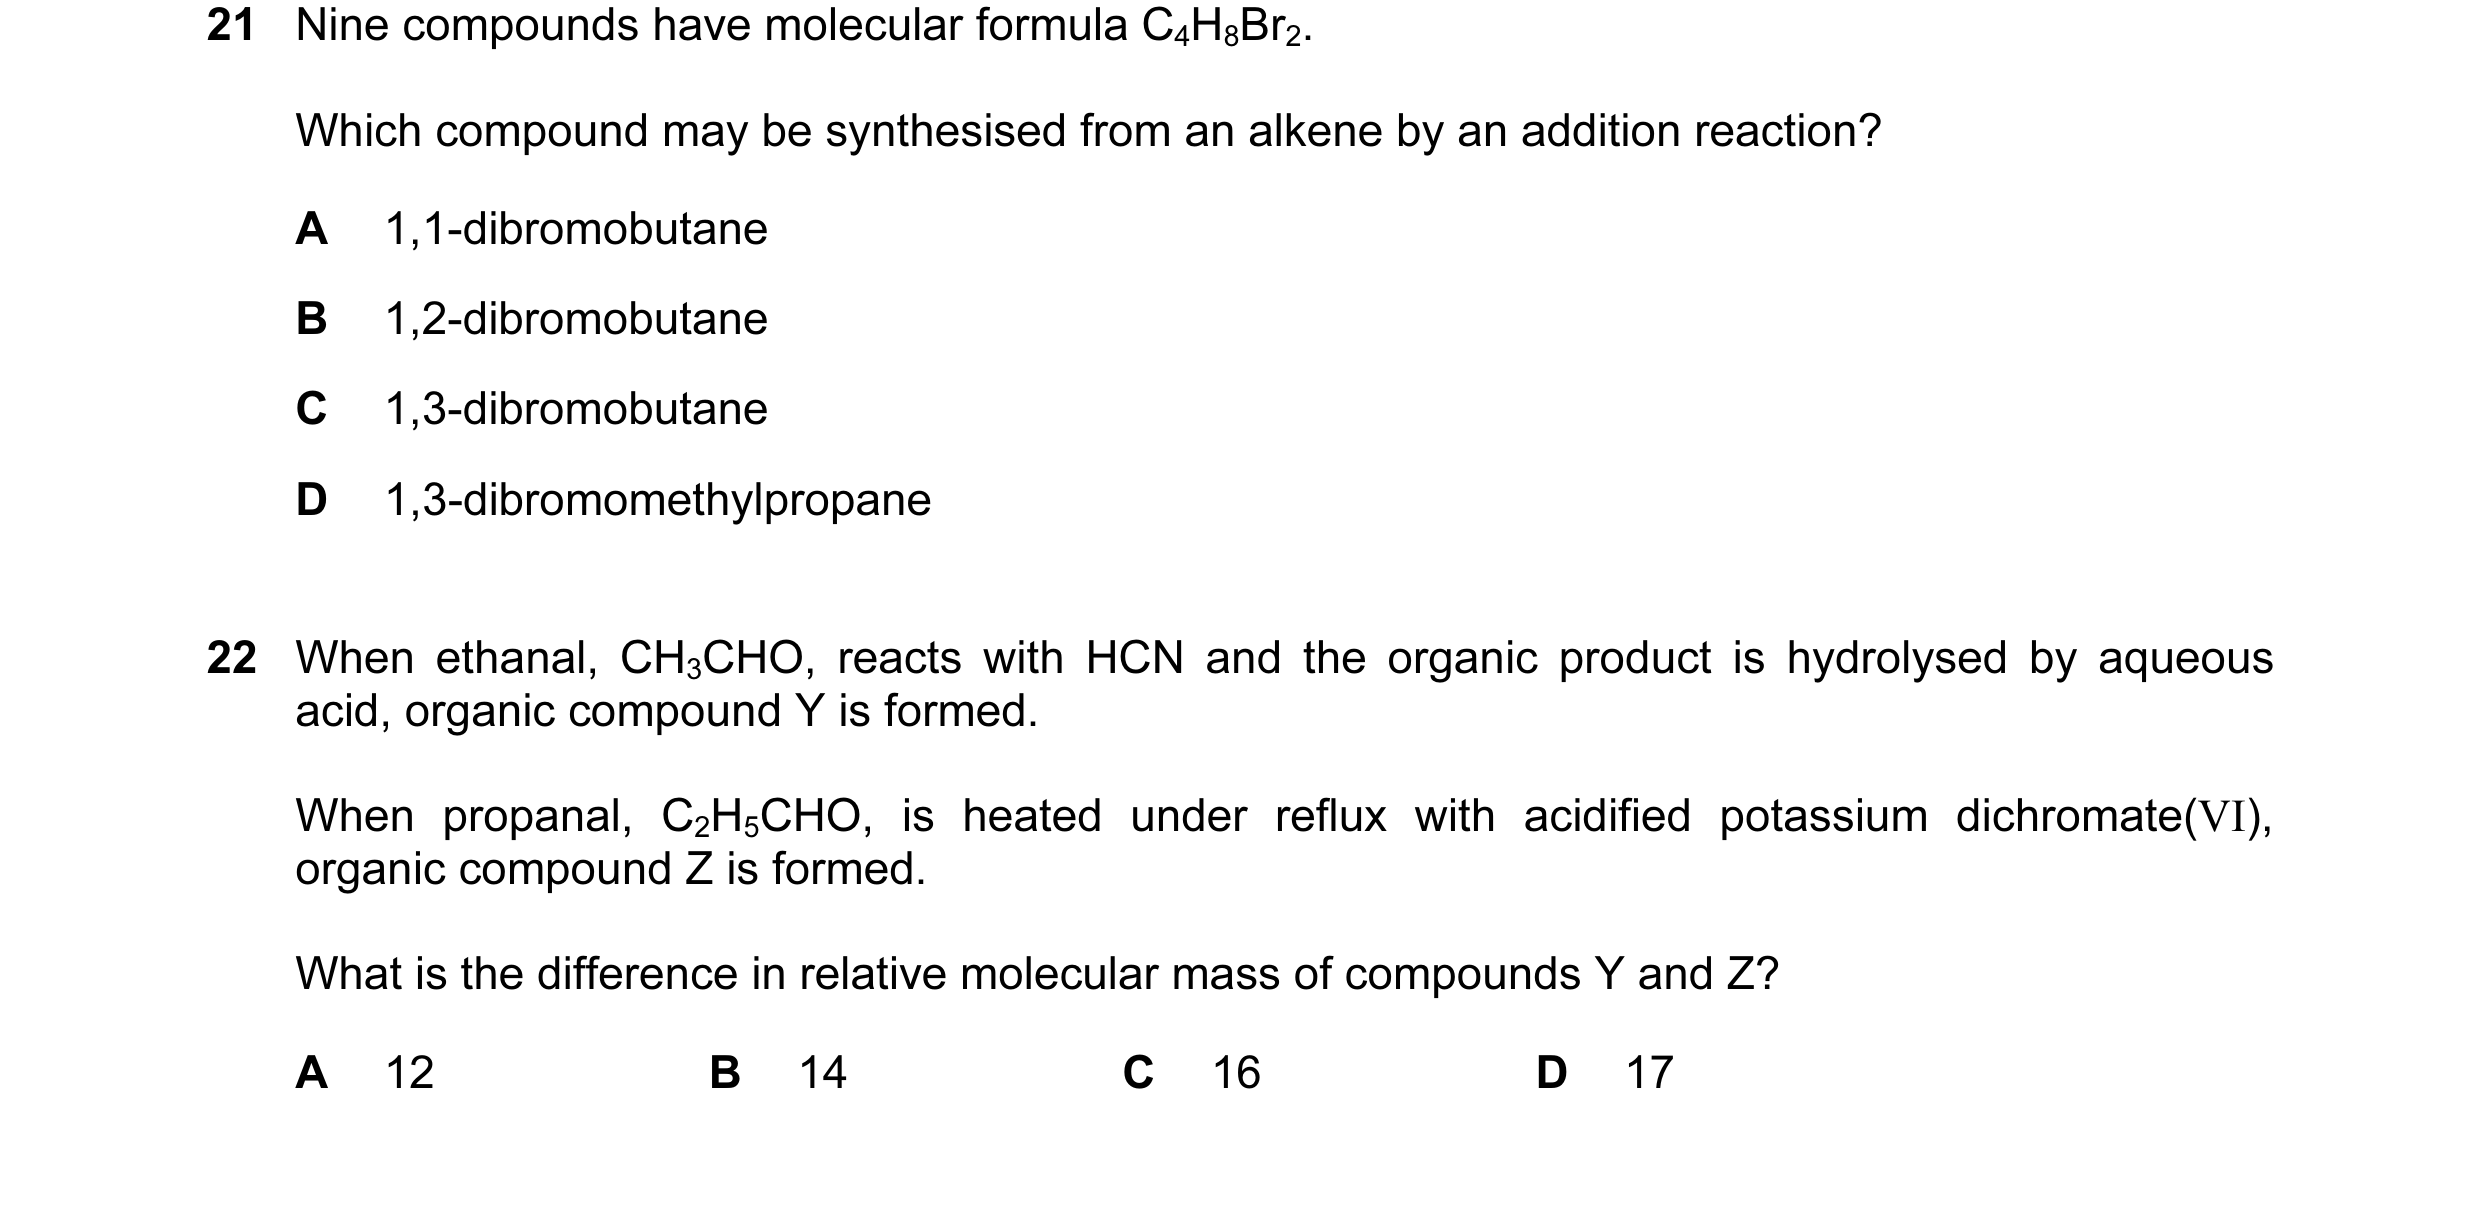 21 Nine compounds have molecular formula C₄H₈Br₂.
Which compound may be synthesised from an alkene by an addition reaction?
A 1,1-dibromobutane
B 1,2-dibromobutane
C 1,3-dibromobutane
D 1,3-dibromomethylpropane
22 When ethanal, CH₃CHO, reacts with HCN and the organic product is hydrolysed by aqueous
acid, organic compound Y is formed.
When propanal, C₂H₅CHO, is heated under reflux with acidified potassium dichromate(VI),
organic compound Z is formed.
What is the difference in relative molecular mass of compounds Y and Z?
A 12 B 14 C 16 D 17